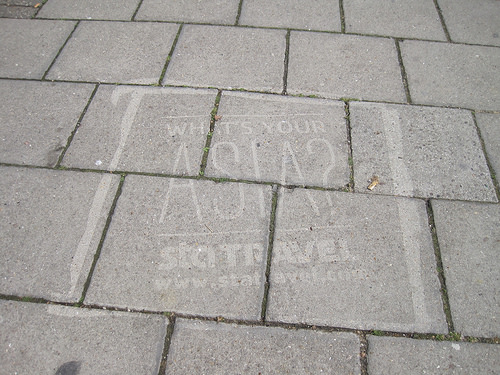 WHAT'S YOUR
ASIA?
sta TRAVEL
www.statravel.com